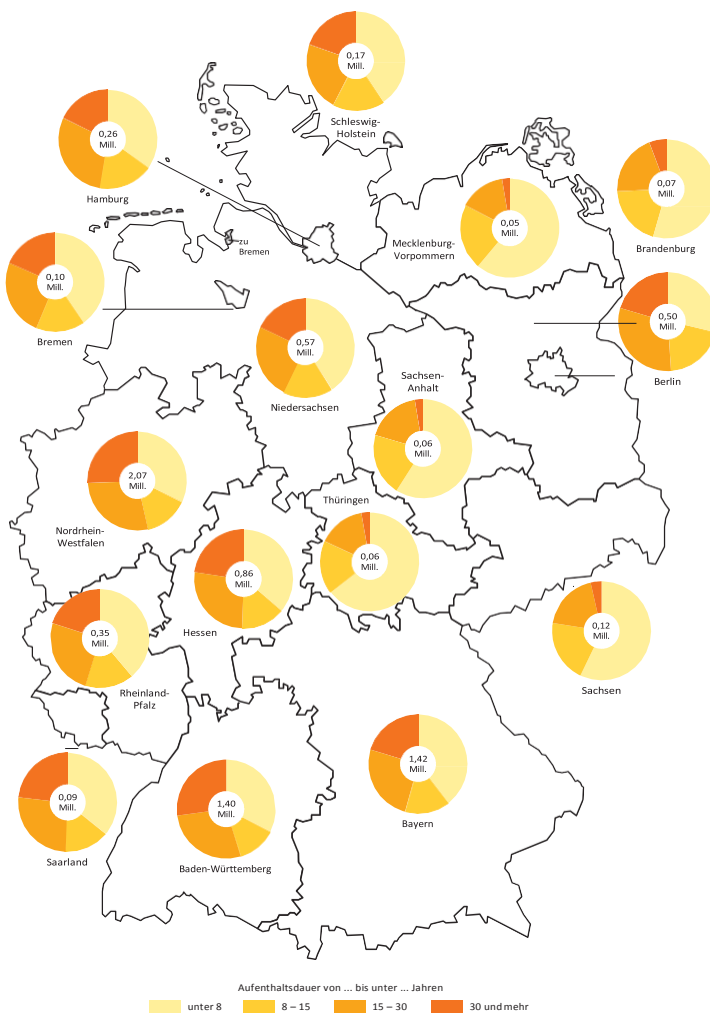 0,17
Mill.
Schleswig-
Holstein
0,26
Mill.
Hamburg
0,07
Mill.
Brandenburg
0,05
Mill.
Mecklenburg-
Vorpommern
zu
Bremen
0,10
Mill.
Bremen
0,50
Mill.
Berlin
0,57
Mill.
Niedersachsen
Sachsen-
Anhalt
0,06
Mill.
2,07
Mill.
Nordrhein-
Westfalen
Thüringen
0,06
Mill.
0,86
Mill.
Hessen
0,35
Mill.
Rheinland-
Pfalz
0,12
Mill.
Sachsen
0,09
Mill.
Saarland
1,40
Mill.
Baden-Württemberg
1,42
Mill.
Bayern
Aufenthaltsdauer von ... bis unter ... Jahren
unter 8 8 – 15 15 – 30 30 und mehr